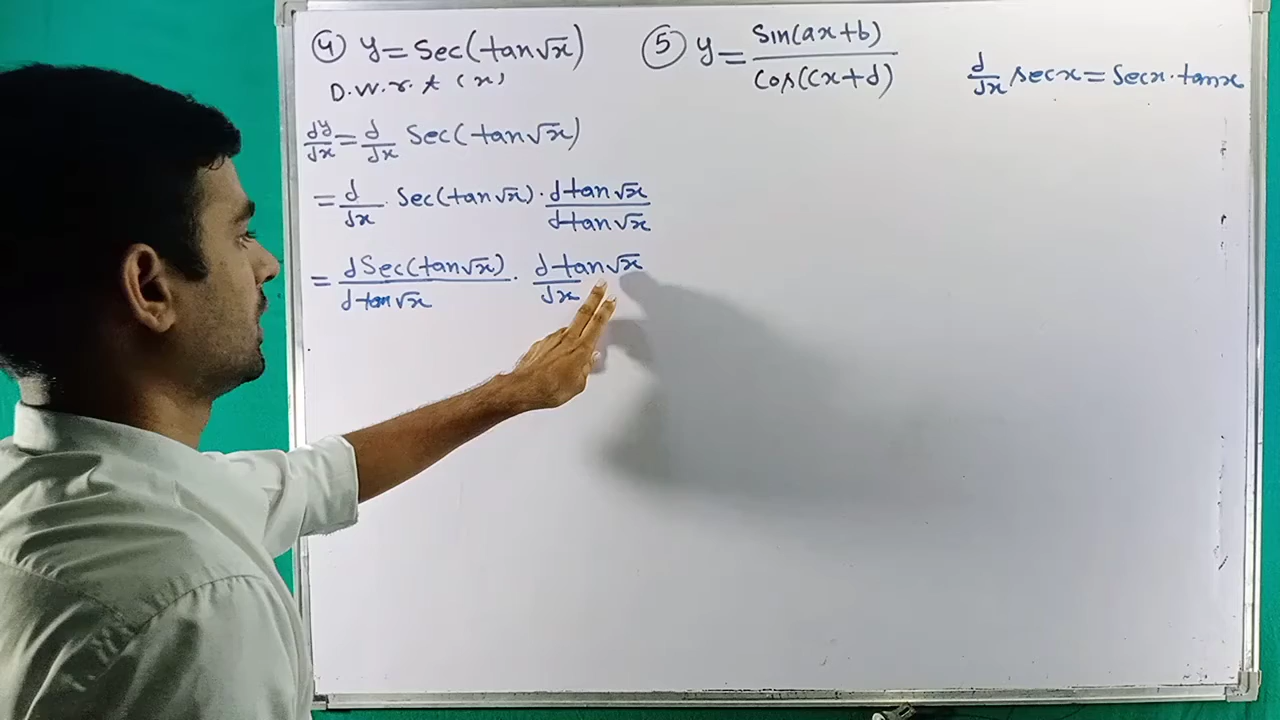 ④ y = Sec(tan√x)
D.w.r.t (x)
dy/dx = d/dx Sec(tan√x)
= d/dx · Sec(tan√x) · dtan√x/dtan√x
= dSec(tan√x)/dtan√x · dtan√x/dx
⑤ y = Sin(ax+b)/Cos(cx+d)
d/dx secx = Secx · tanx